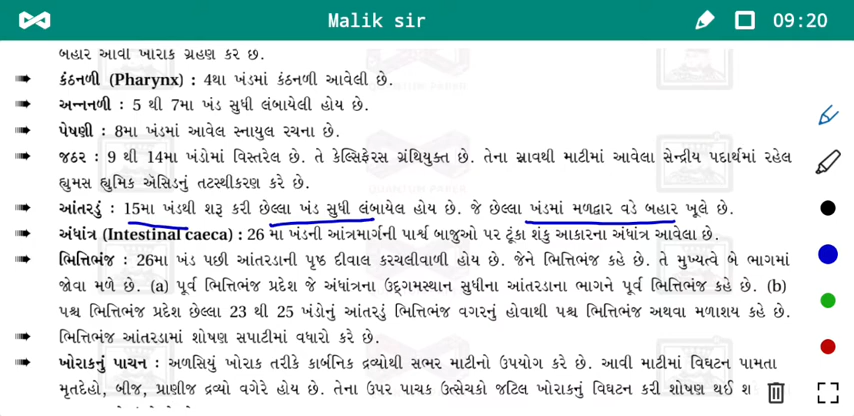 Malik sir
09:20
બહાર આવી ખોરાક ગ્રહણ કરે છે.
➠ કંઠનળી (Pharynx) : 4થા ખંડમાં કંઠનળી આવેલી છે.
➠ અન્નનળી : 5 થી 7મા ખંડ સુધી લંબાયેલી હોય છે.
➠ પેષણી : 8મા ખંડમાં આવેલ સ્નાયુલ રચના છે.
➠ જઠર : 9 થી 14મા ખંડોમાં વિસ્તરેલ છે. તે કેલ્સિફેરસ ગ્રંથિયુક્ત છે. તેના સ્રાવથી માટીમાં આવેલા સેન્દ્રીય પદાર્થમાં રહેલ
હ્યુમસ હ્યુમિક ઍસિડનું તટસ્થીકરણ કરે છે.
➠ આંતરડું : 15મા ખંડથી શરૂ કરી છેલ્લા ખંડ સુધી લંબાયેલ હોય છે. જે છેલ્લા ખંડમાં મળદ્વાર વડે બહાર ખૂલે છે.
➠ અંધાંત્ર (Intestinal caeca) : 26 મા ખંડની આંત્રમાર્ગની પાર્શ્વ બાજુઓ પર ટૂંકા શંકુ આકારના અંધાંત્ર આવેલા છે.
➠ ભિત્તિભંજ : 26મા ખંડ પછી આંતરડાની પૃષ્ઠ દીવાલ કરચલીવાળી હોય છે. જેને ભિત્તિભંજ કહે છે. તે મુખ્યત્વે બે ભાગમાં
જોવા મળે છે. (a) પૂર્વ ભિત્તિભંજ પ્રદેશ જે અંધાંત્રના ઉદ્‌ગમસ્થાન સુધીના આંતરડાના ભાગને પૂર્વ ભિત્તિભંજ કહે છે. (b)
પશ્ચ ભિત્તિભંજ પ્રદેશ છેલ્લા 23 થી 25 ખંડોનું આંતરડું ભિત્તિભંજ વગરનું હોવાથી પશ્ચ ભિત્તિભંજ અથવા મળાશય કહે છે.
➠ ભિત્તિભંજ આંતરડામાં શોષણ સપાટીમાં વધારો કરે છે.
➠ ખોરાકનું પાચન : અળસિયું ખોરાક તરીકે કાર્બનિક દ્રવ્યોથી સભર માટીનો ઉપયોગ કરે છે. આવી માટીમાં વિઘટન પામતા
મૃતદેહો, બીજ, પ્રાણીજ દ્રવ્યો વગેરે હોય છે. તેના ઉપર પાચક ઉત્સેચકો જટિલ ખોરાકનું વિઘટન કરી શોષણ થઈ શ